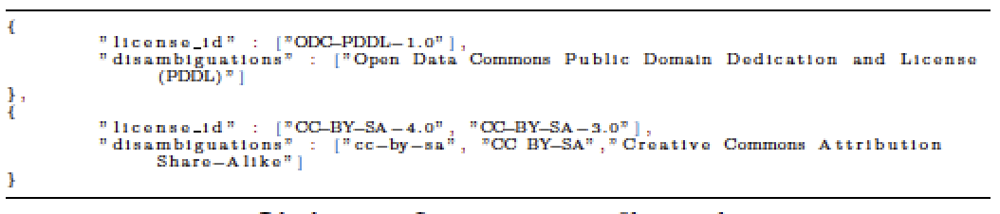 {
"license_id" : ["ODC-PDDL-1.0"],
"disambiguations" : ["Open Data Commons Public Domain Dedication and License
(PDDL)"]
},
{
"license_id" : ["CC-BY-SA-4.0", "CC-BY-SA-3.0"],
"disambiguations" : ["cc-by-sa", "CC BY-SA","Creative Commons Attribution
Share-Alike"]
}